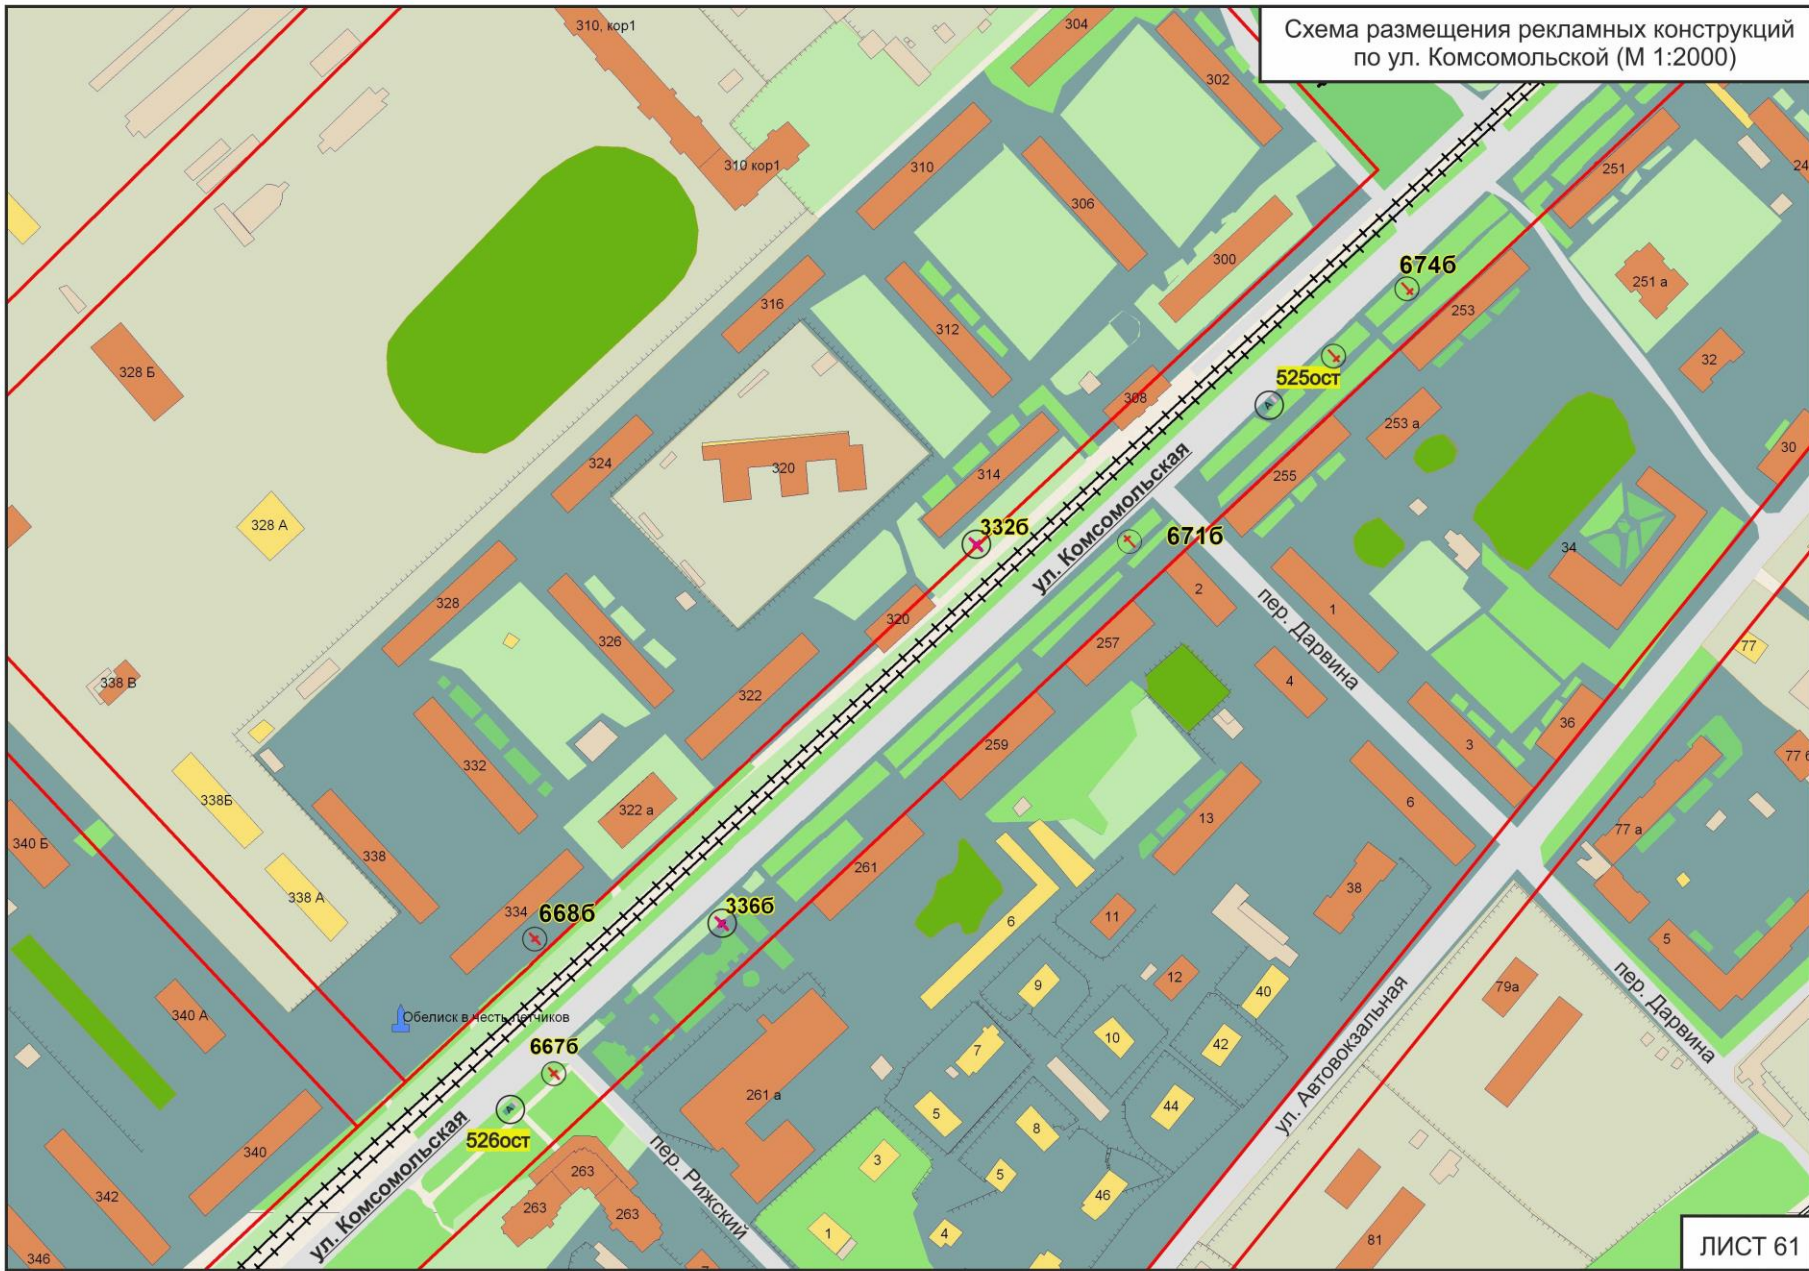 Схема размещения рекламных конструкций
по ул. Комсомольской (М 1:2000)
310, кор1
304
302
310 кор1
310
306
251
24
300
674б
251 а
316
312
253
328 Б
32
525ост
308
253 а
324
320
314
255
30
ул. Комсомольская
328 А
332б
671б
34
328
326
320
2
1
пер. Дарвина
257
77
338 В
322
4
36
332
259
3
77 б
338Б
322 а
6
340 Б
338
13
77 а
338 А
261
38
334
668б
336б
6
11
5
12
9
40
79а
пер. Дарвина
340 А
Обелиск в честь летчиков
667б
7
10
42
ул. Автовокзальная
261 а
5
44
8
526ост
340
пер. Рижский
3
263
5
342
263
263
46
1
4
81
ул. Комсомольская
346
7
ЛИСТ 61